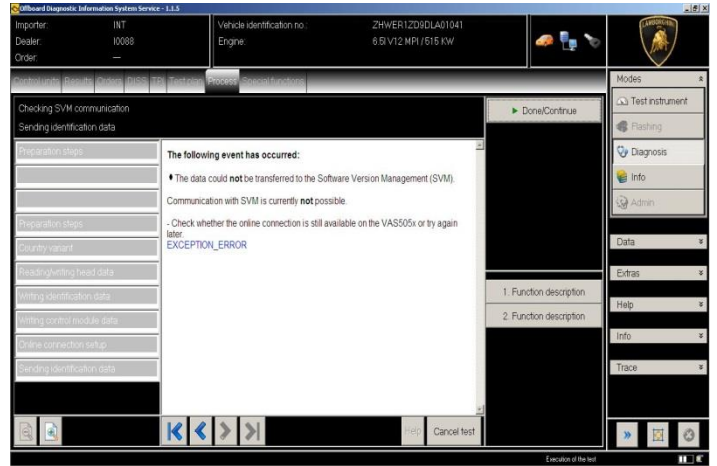 Offboard Diagnostic Information System Service - 1.1.5
Importer: INT
Dealer: 10088
Order: —
Vehicle identification no.: ZHWER1ZD9DLA01041
Engine: 6.5l V12 MPI / 515 KW
LAMBORGHINI
Control units Results Orders DISS TPI Test plan Process Special functions
Checking SVM communication
Sending identification data
Preparation steps
Preparation steps
Country variant
Reading/writing head data
Writing identification data
Writing control module data
Online connection setup
Sending identification data
The following event has occurred:
The data could not be transferred to the Software Version Management (SVM).
Communication with SVM is currently not possible.
- Check whether the online connection is still available on the VAS505x or try again
later.
EXCEPTION_ERROR
Help
Cancel test
Done/Continue
1. Function description
2. Function description
Modes
Test instrument
Flashing
Diagnosis
Info
Admin
Data
Extras
Help
Info
Trace
Execution of the test